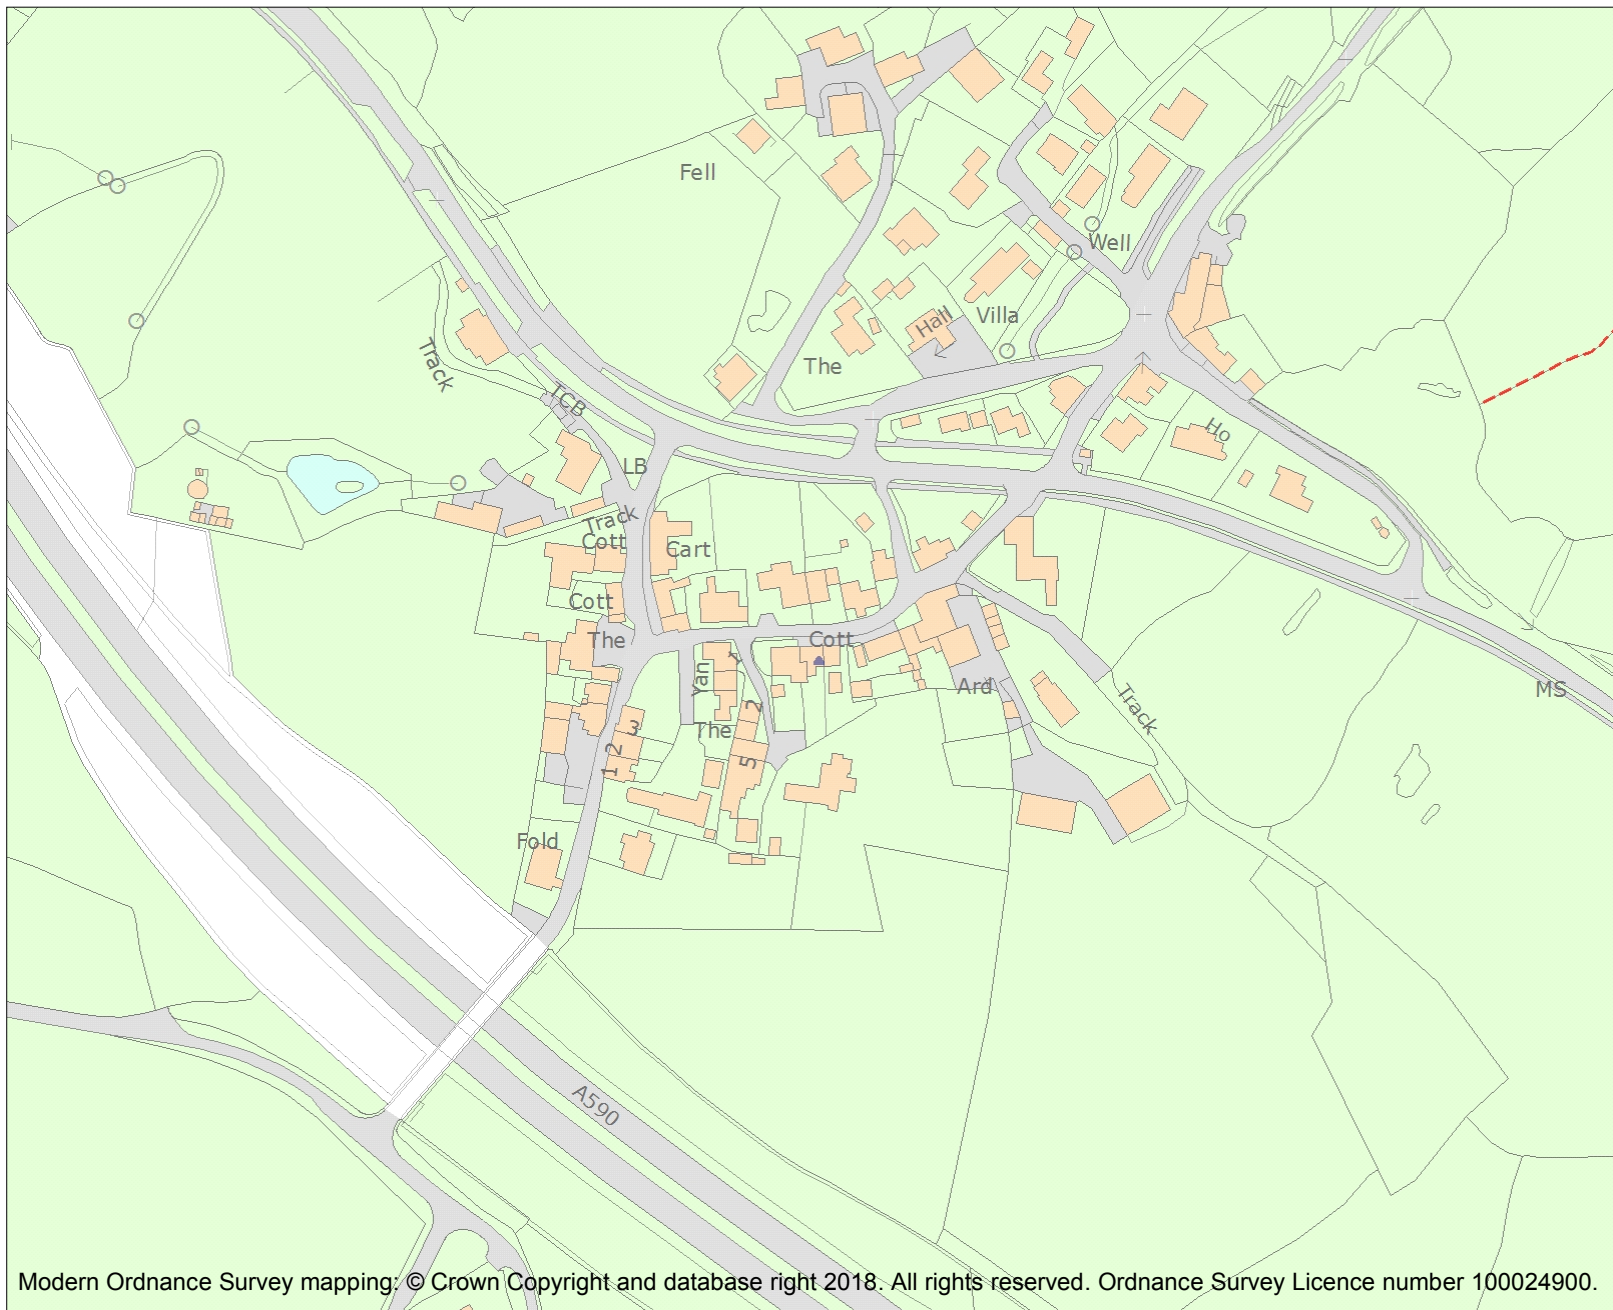 Fell
Well
Villa
Hall
Track
The
TCB
Ho
LB
Track
Cott
Cart
Cott
The
Cott
1
Yan
Ard
MS
Track
2
The
3
2
1
5
Fold
A590
Modern Ordnance Survey mapping: © Crown Copyright and database right 2018. All rights reserved. Ordnance Survey Licence number 100024900.